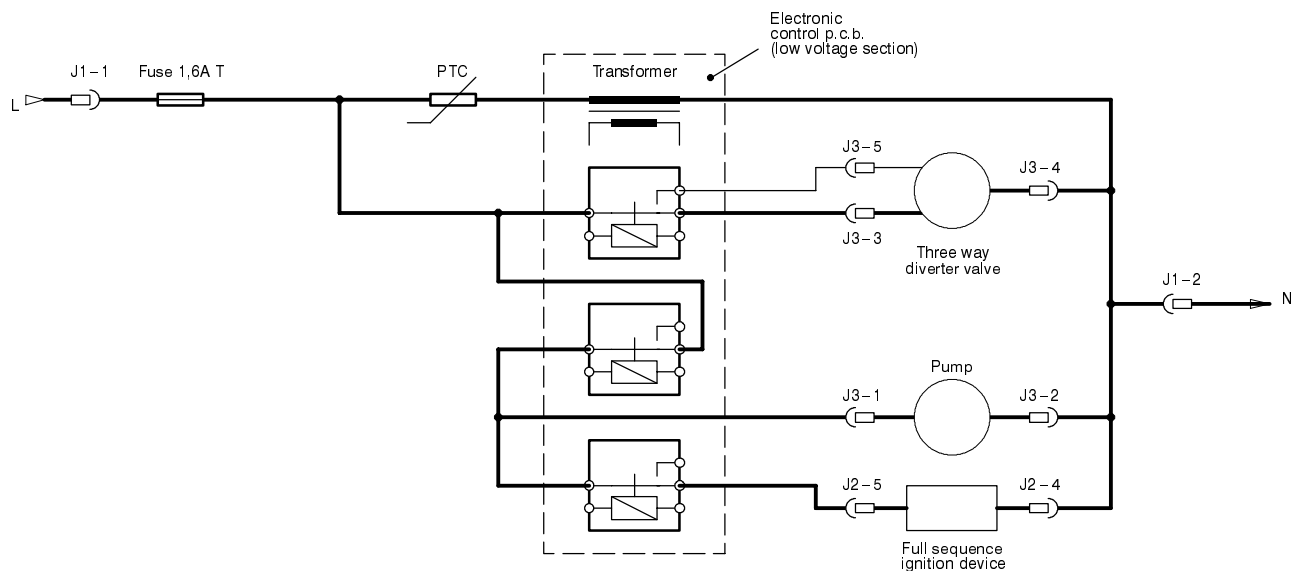 Electronic
control p.c.b.
(low voltage section)
J1-1
Fuse 1,6A T
PTC
Transformer
L
J3-5
J3-4
J3-3
Three way
diverter valve
J1-2
N
Pump
J3-1
J3-2
J2-5
J2-4
Full sequence
ignition device